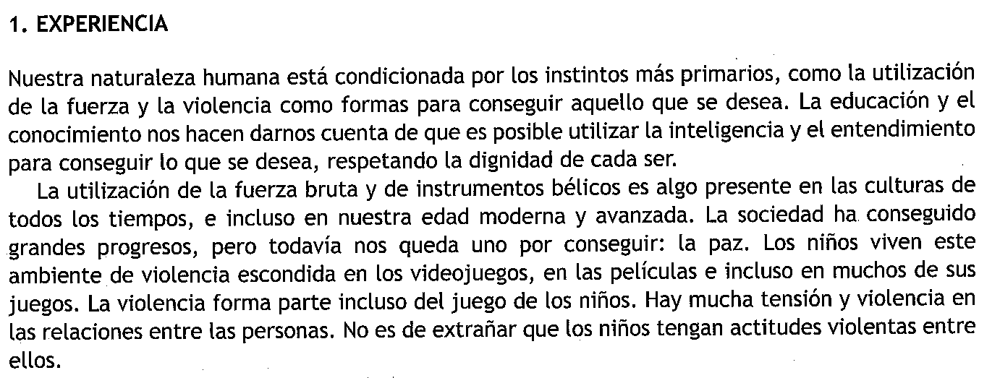 1. EXPERIENCIA
Nuestra naturaleza humana está condicionada por los instintos más primarios, como la utilización
de la fuerza y la violencia como formas para conseguir aquello que se desea. La educación y el
conocimiento nos hacen darnos cuenta de que es posible utilizar la inteligencia y el entendimiento
para conseguir lo que se desea, respetando la dignidad de cada ser.
La utilización de la fuerza bruta y de instrumentos bélicos es algo presente en las culturas de
todos los tiempos, e incluso en nuestra edad moderna y avanzada. La sociedad ha conseguido
grandes progresos, pero todavía nos queda uno por conseguir: la paz. Los niños viven este
ambiente de violencia escondida en los videojuegos, en las películas e incluso en muchos de sus
juegos. La violencia forma parte incluso del juego de los niños. Hay mucha tensión y violencia en
las relaciones entre las personas. No es de extrañar que los niños tengan actitudes violentas entre
ellos.